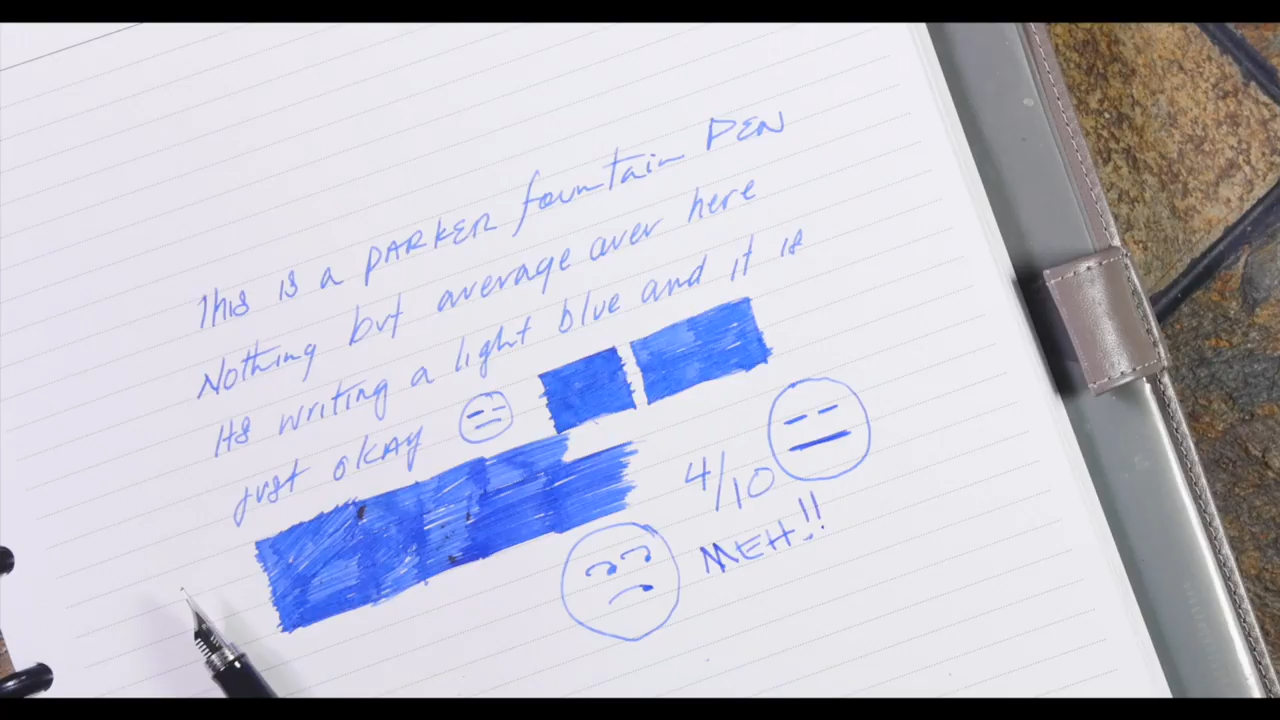 This is a PARKER fountain PEN
Nothing but average over here
Its writing a light blue and it is
just okay
4/10
MEH!!